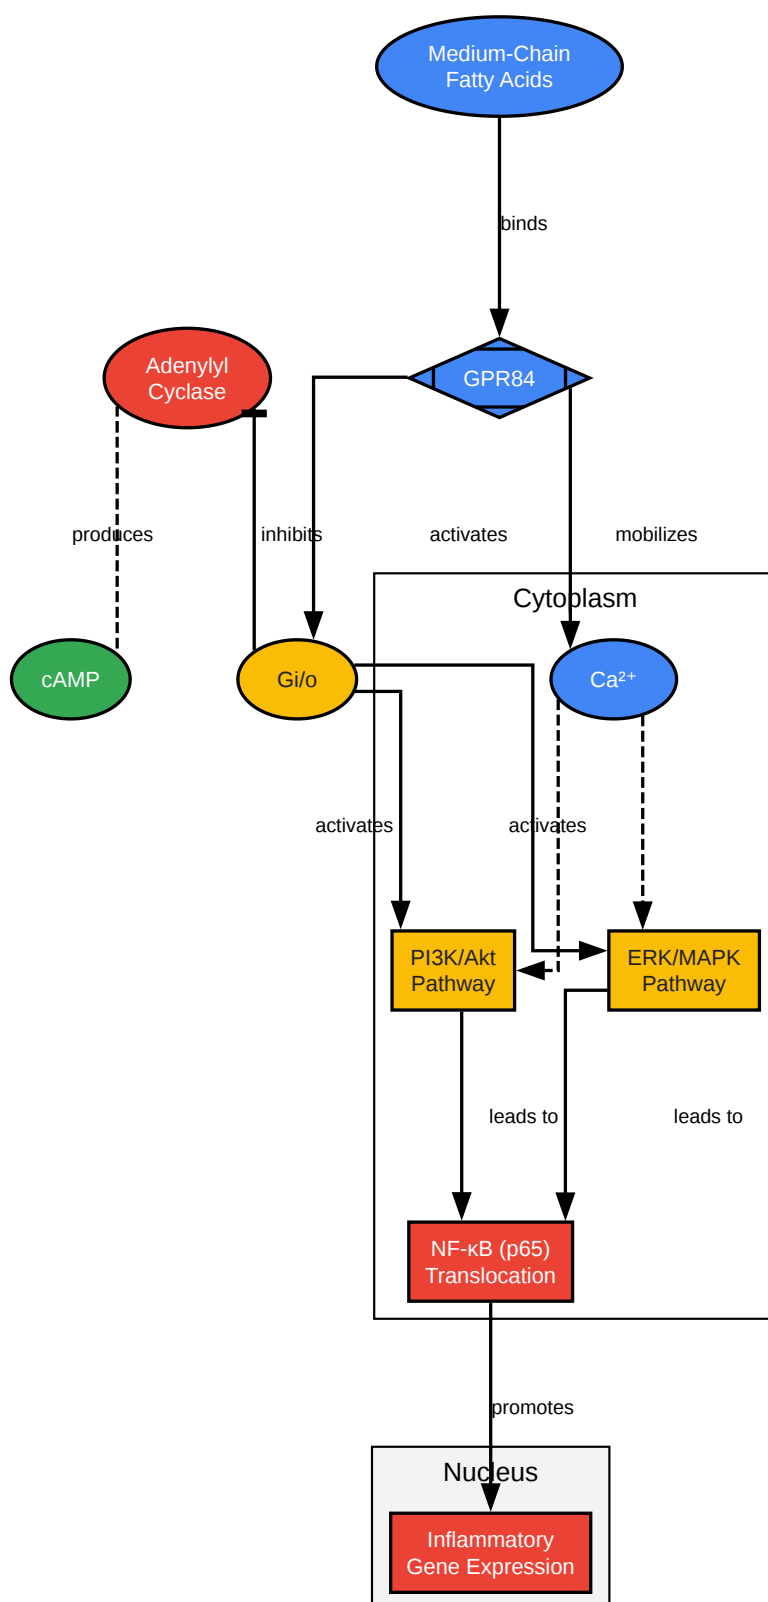 Medium-Chain
Fatty Acids
binds
Adenylyl
Cyclase
GPR84
produces
inhibits
activates
mobilizes
Cytoplasm
cAMP
Gi/o
Ca²⁺
activates
activates
PI3K/Akt
Pathway
ERK/MAPK
Pathway
leads to
leads to
NF-κB (p65)
Translocation
promotes
Nucleus
Inflammatory
Gene Expression